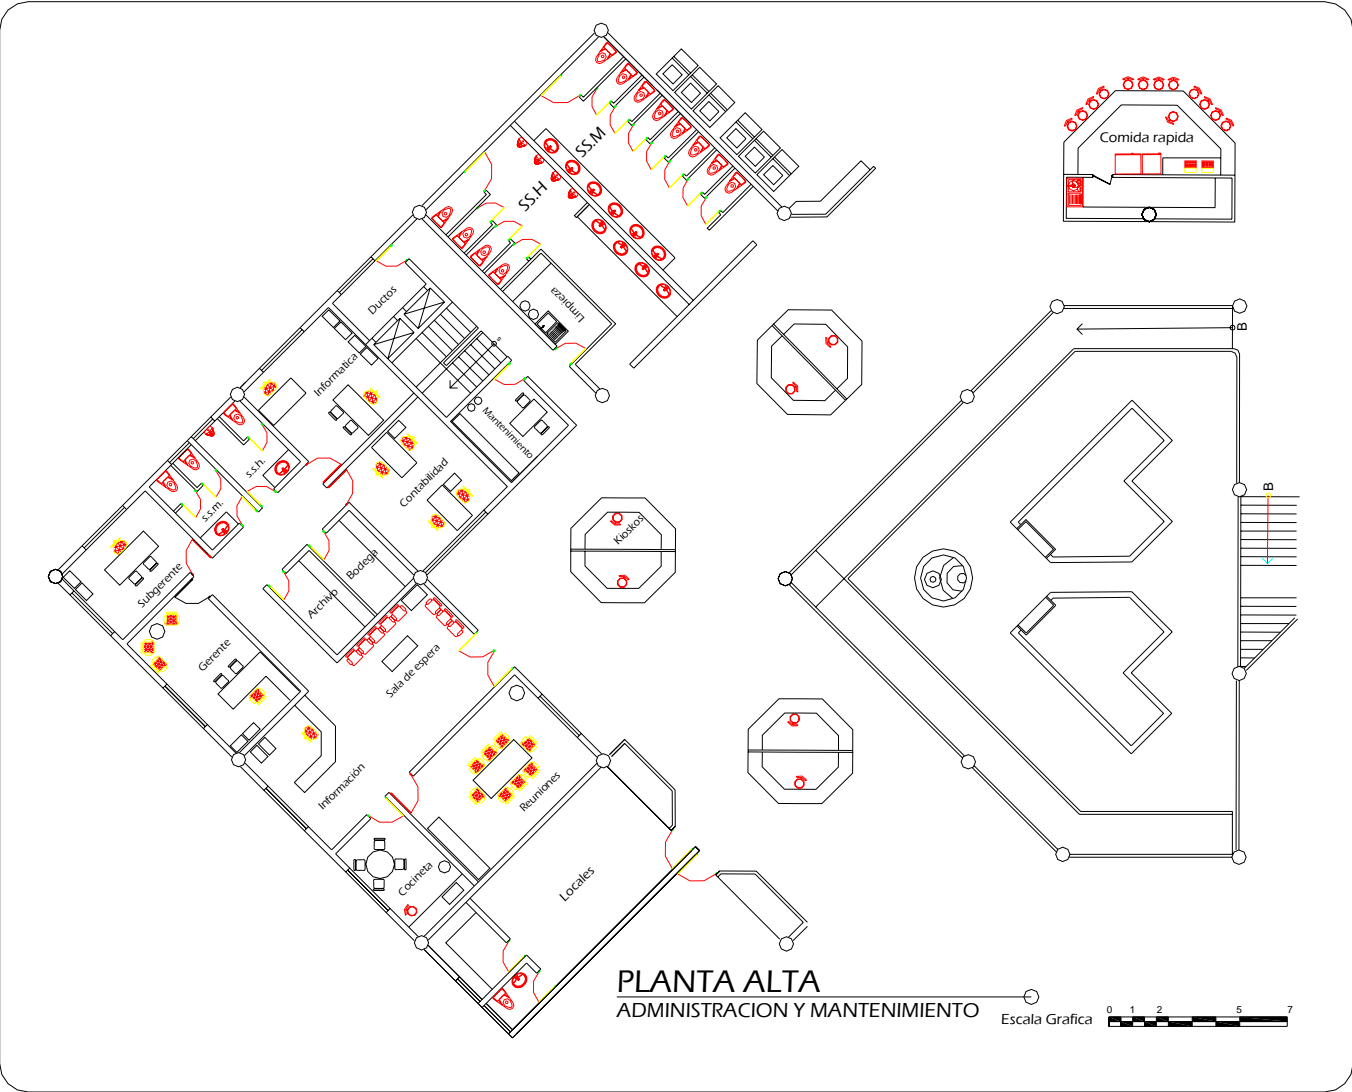 SS.M
SS.H
Comida rapida
Ductos
Limpieza
Informatica
B
Mantenimiento
Contabilidad
s.s.h.
s.s.m.
B
Kioskos
Bodega
Subgerente
Archivo
Gerente
Sala de espera
Información
Reuniones
Cocineta
Locales
PLANTA ALTA
ADMINISTRACION Y MANTENIMIENTO
Escala Grafica
0 1 2 5 7